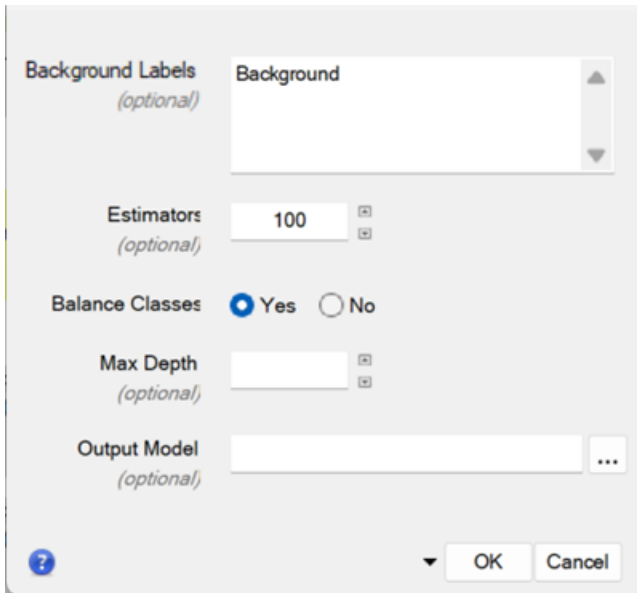 Background Labels
(optional)
Background
Estimators
(optional)
100
Balance Classes
Yes
No
Max Depth
(optional)
Output Model
(optional)
...
?
OK
Cancel